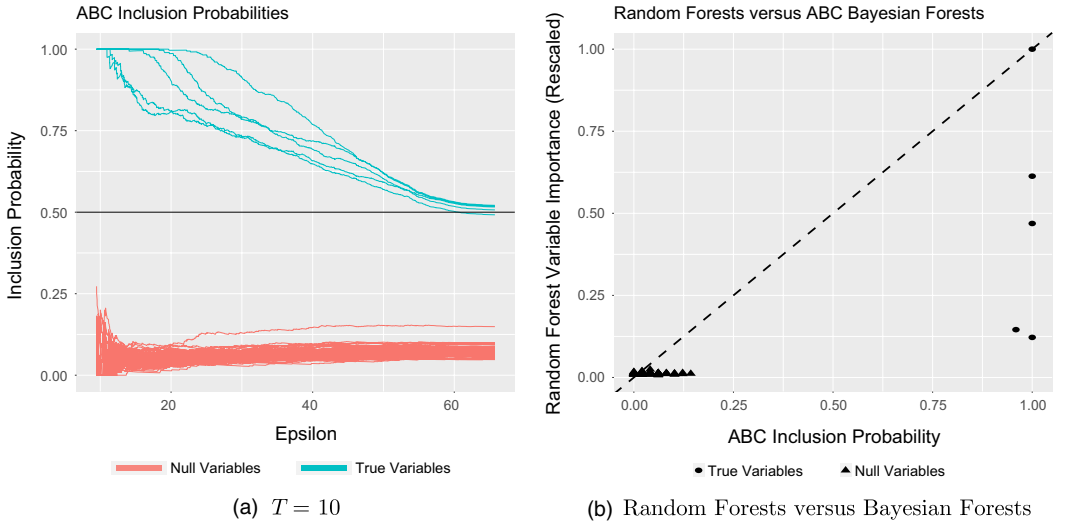 ABC Inclusion Probabilities
Inclusion Probability
1.00
0.75
0.50
0.25
0.00
20
40
60
Epsilon
Null Variables
True Variables
(a) T = 10
Random Forests versus ABC Bayesian Forests
Random Forest Variable Importance (Rescaled)
1.00
0.75
0.50
0.25
0.00
0.00
0.25
0.50
0.75
1.00
ABC Inclusion Probability
True Variables
Null Variables
(b) Random Forests versus Bayesian Forests